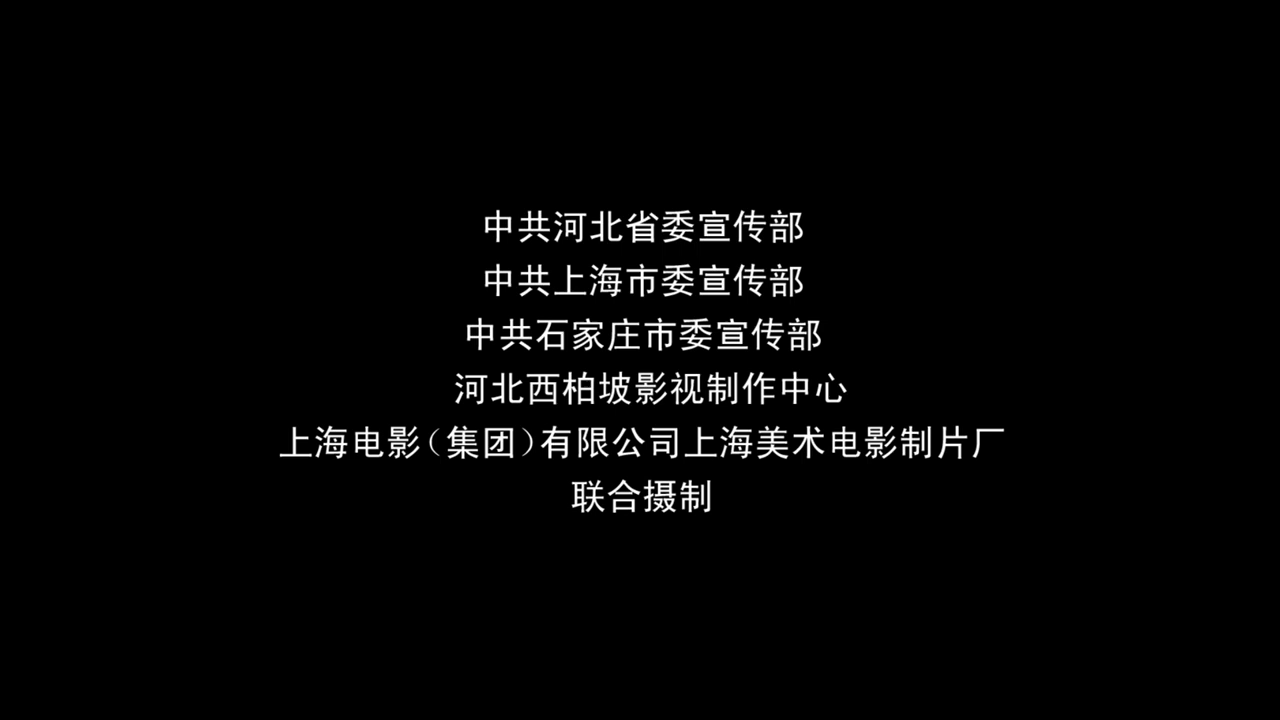 中共河北省委宣传部
中共上海市委宣传部
中共石家庄市委宣传部
河北西柏坡影视制作中心
上海电影(集团)有限公司上海美术电影制片厂
联合摄制